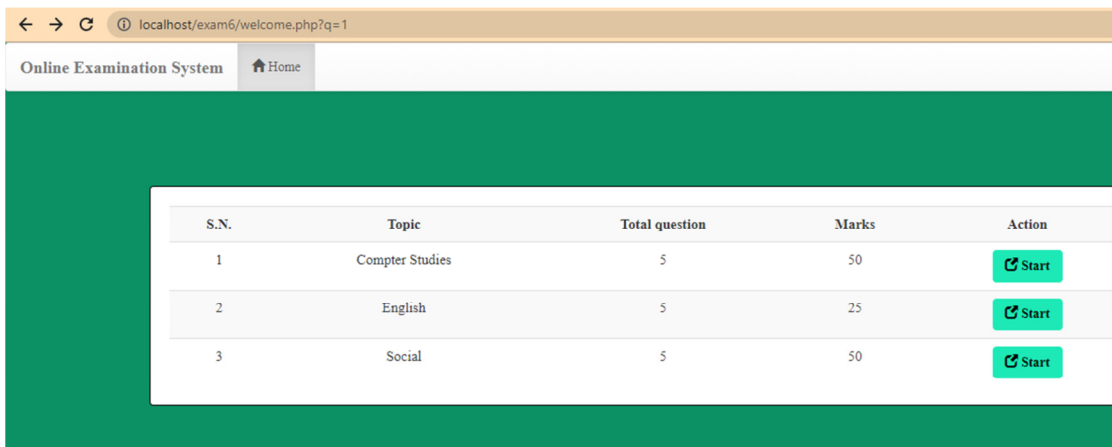 localhost/exam6/welcome.php?q=1
Online Examination System Home
S.N. Topic Total question Marks Action
1 Compter Studies 5 50 Start
2 English 5 25 Start
3 Social 5 50 Start